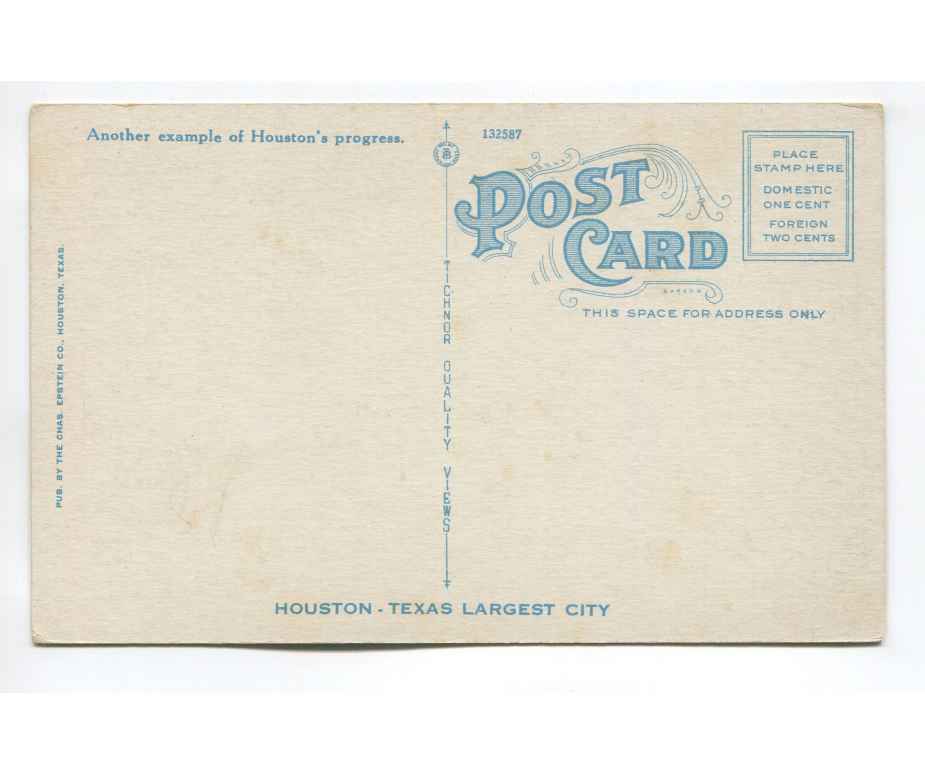 Another example of Houston's progress.
132587
POST
CARD
PLACE
STAMP HERE
DOMESTIC
ONE CENT
FOREIGN
TWO CENTS
THIS SPACE FOR ADDRESS ONLY
TICHNOR QUALITY VIEWS
PUB. BY THE CHAS. EPSTEIN CO., HOUSTON, TEXAS.
HOUSTON - TEXAS LARGEST CITY